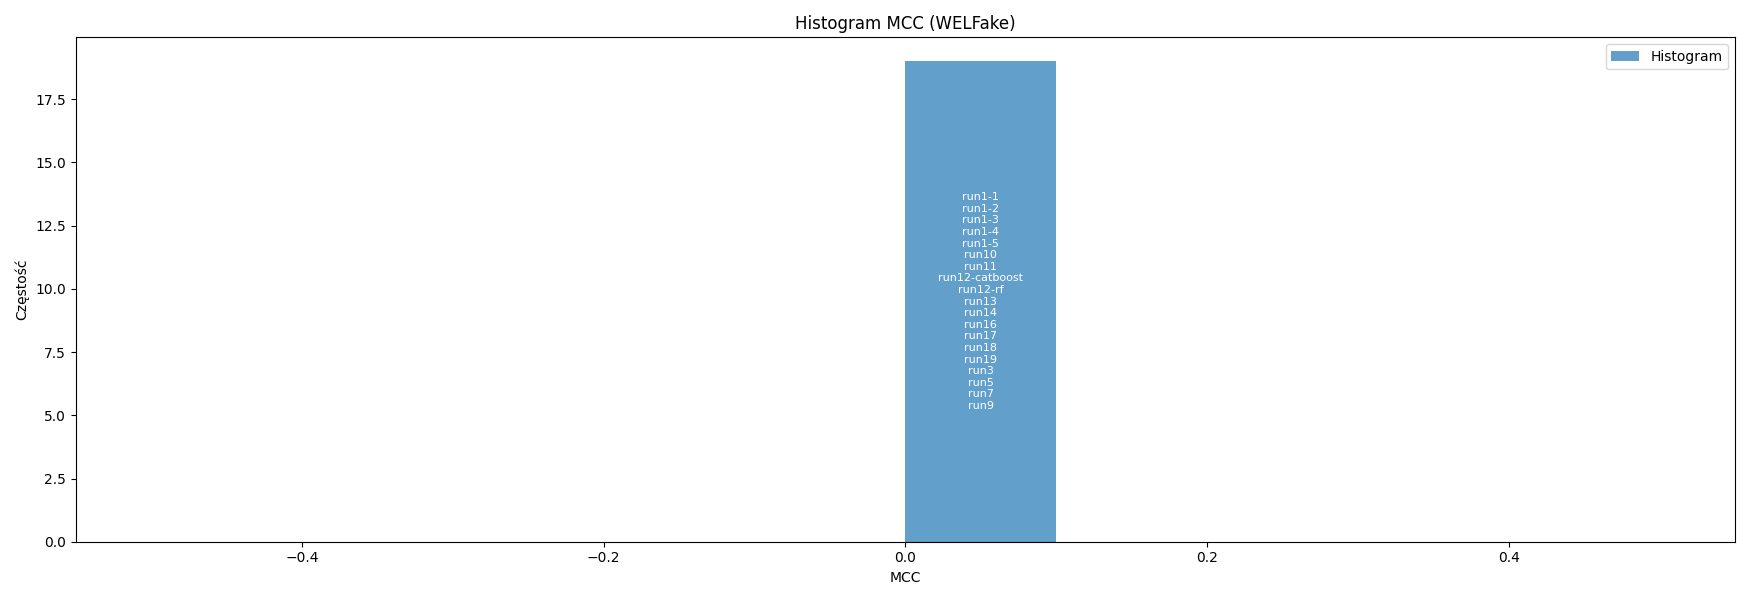 Histogram MCC (WELFake)
Histogram
17.5
15.0
12.5
10.0
7.5
5.0
2.5
0.0
Częstość
run1-1
run1-2
run1-3
run1-4
run1-5
run10
run11
run12-catboost
run12-rf
run13
run14
run16
run17
run18
run19
run3
run5
run7
run9
−0.4
−0.2
0.0
0.2
0.4
MCC